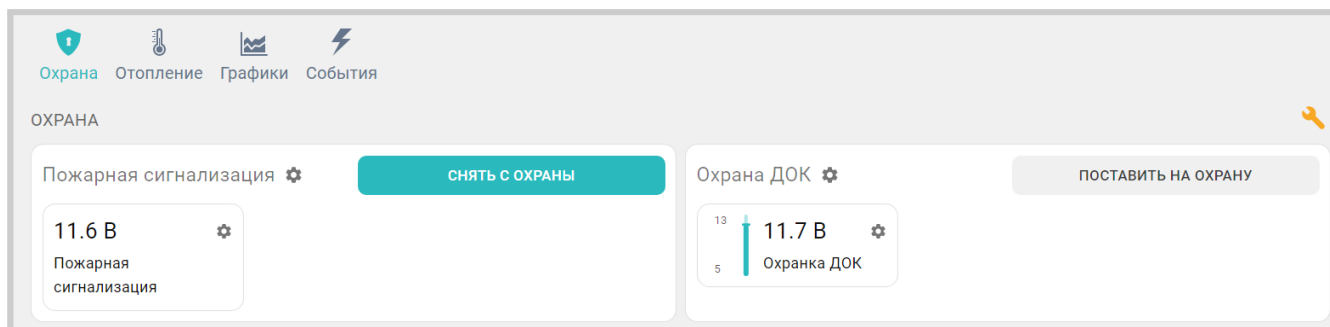 Охрана Отопление Графики События
ОХРАНА
Пожарная сигнализация СНЯТЬ С ОХРАНЫ
11.6 В
Пожарная
сигнализация
Охрана ДОК ПОСТАВИТЬ НА ОХРАНУ
13
11.7 В
5
Охранка ДОК